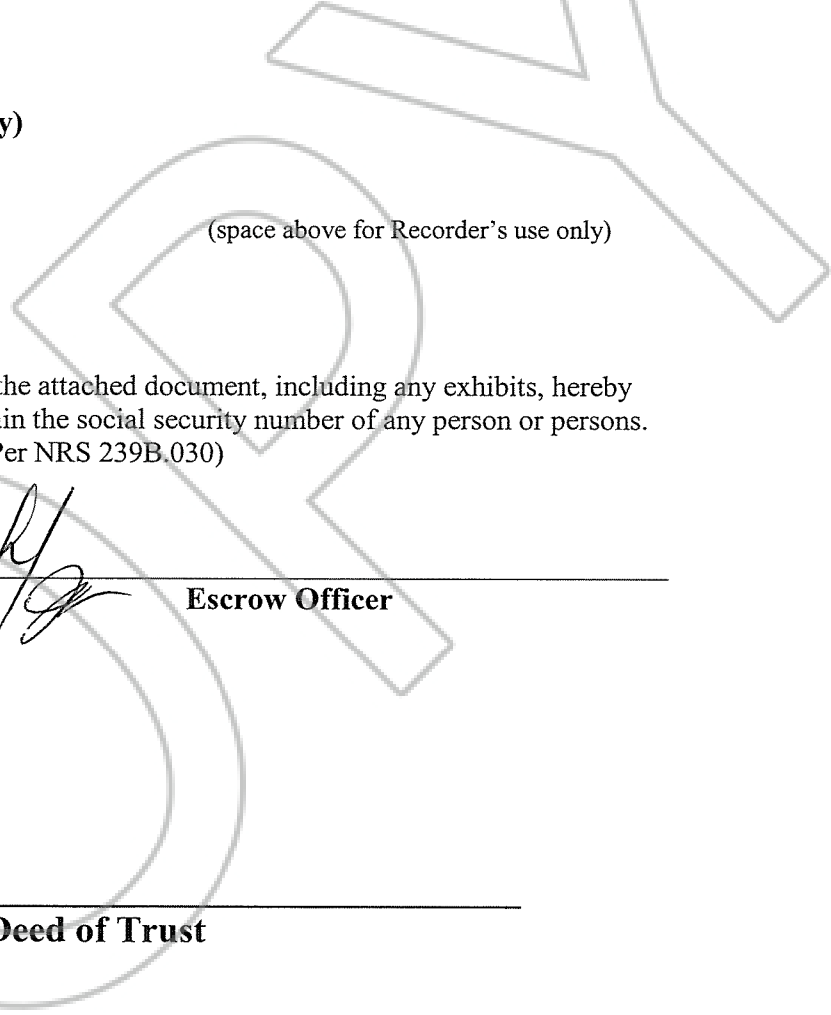 y)
(space above for Recorder’s use only)
the attached document, including any exhibits, hereby
in the social security number of any person or persons.
Per NRS 239B.030)
Escrow Officer
Deed of Trust
OPY